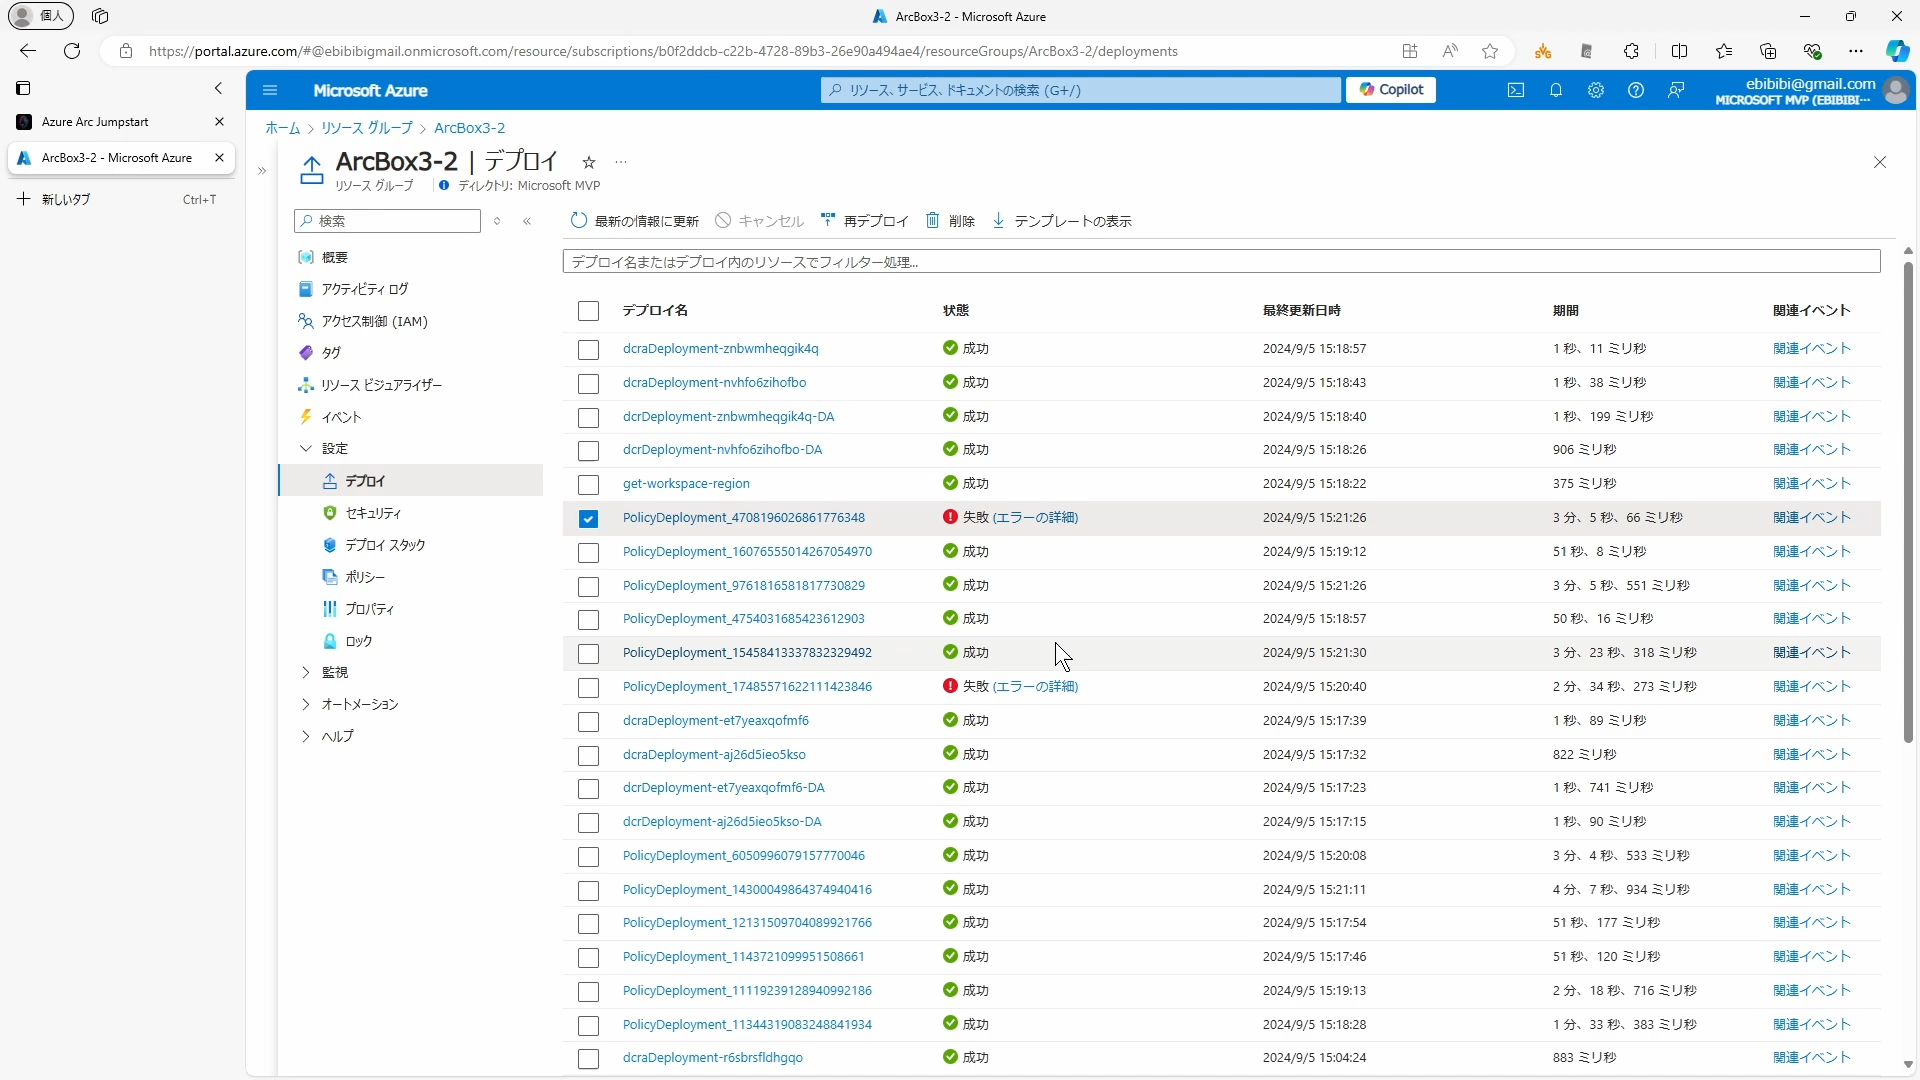 個人
ArcBox3-2 - Microsoft Azure
https://portal.azure.com/#@ebibibigmail.onmicrosoft.com/resource/subscriptions/b0f2ddcb-c22b-4728-89b3-26e90a494ae4/resourceGroups/ArcBox3-2/deployments
Azure Arc Jumpstart
ArcBox3-2 - Microsoft Azure
新しいタブ Ctrl+T
Microsoft Azure
リソース、サービス、ドキュメントの検索 (G+/)
Copilot
ebibibi@gmail.com
MICROSOFT MVP (EBIBIBI…
ホーム > リソース グループ > ArcBox3-2
ArcBox3-2 | デプロイ
リソース グループ ディレクトリ: Microsoft MVP
検索
概要
アクティビティ ログ
アクセス制御 (IAM)
タグ
リソース ビジュアライザー
イベント
設定
デプロイ
セキュリティ
デプロイ スタック
ポリシー
プロパティ
ロック
監視
オートメーション
ヘルプ
最新の情報に更新 キャンセル 再デプロイ 削除 テンプレートの表示
デプロイ名またはデプロイ内のリソースでフィルター処理...
デプロイ名 状態 最終更新日時 期間 関連イベント
dcraDeployment-znbwmheqgik4q 成功 2024/9/5 15:18:57 1 秒、11 ミリ秒 関連イベント
dcraDeployment-nvhfo6zihofbo 成功 2024/9/5 15:18:43 1 秒、38 ミリ秒 関連イベント
dcrDeployment-znbwmheqgik4q-DA 成功 2024/9/5 15:18:40 1 秒、199 ミリ秒 関連イベント
dcrDeployment-nvhfo6zihofbo-DA 成功 2024/9/5 15:18:26 906 ミリ秒 関連イベント
get-workspace-region 成功 2024/9/5 15:18:22 375 ミリ秒 関連イベント
PolicyDeployment_4708196026861776348 失敗 (エラーの詳細) 2024/9/5 15:21:26 3 分、5 秒、66 ミリ秒 関連イベント
PolicyDeployment_16076555014267054970 成功 2024/9/5 15:19:12 51 秒、8 ミリ秒 関連イベント
PolicyDeployment_9761816581817730829 成功 2024/9/5 15:21:26 3 分、5 秒、551 ミリ秒 関連イベント
PolicyDeployment_4754031685423612903 成功 2024/9/5 15:18:57 50 秒、16 ミリ秒 関連イベント
PolicyDeployment_15458413337832329492 成功 2024/9/5 15:21:30 3 分、23 秒、318 ミリ秒 関連イベント
PolicyDeployment_17485571622111423846 失敗 (エラーの詳細) 2024/9/5 15:20:40 2 分、34 秒、273 ミリ秒 関連イベント
dcraDeployment-et7yeaxqofmf6 成功 2024/9/5 15:17:39 1 秒、89 ミリ秒 関連イベント
dcraDeployment-aj26d5ieo5kso 成功 2024/9/5 15:17:32 822 ミリ秒 関連イベント
dcrDeployment-et7yeaxqofmf6-DA 成功 2024/9/5 15:17:23 1 秒、741 ミリ秒 関連イベント
dcrDeployment-aj26d5ieo5kso-DA 成功 2024/9/5 15:17:15 1 秒、90 ミリ秒 関連イベント
PolicyDeployment_6050996079157770046 成功 2024/9/5 15:20:08 3 分、4 秒、533 ミリ秒 関連イベント
PolicyDeployment_14300049864374940416 成功 2024/9/5 15:21:11 4 分、7 秒、934 ミリ秒 関連イベント
PolicyDeployment_12131509704089921766 成功 2024/9/5 15:17:54 51 秒、177 ミリ秒 関連イベント
PolicyDeployment_1143721099951508661 成功 2024/9/5 15:17:46 51 秒、120 ミリ秒 関連イベント
PolicyDeployment_11119239128940992186 成功 2024/9/5 15:19:13 2 分、18 秒、716 ミリ秒 関連イベント
PolicyDeployment_11344319083248841934 成功 2024/9/5 15:18:28 1 分、33 秒、383 ミリ秒 関連イベント
dcraDeployment-r6sbrsfldhgqo 成功 2024/9/5 15:04:24 883 ミリ秒 関連イベント